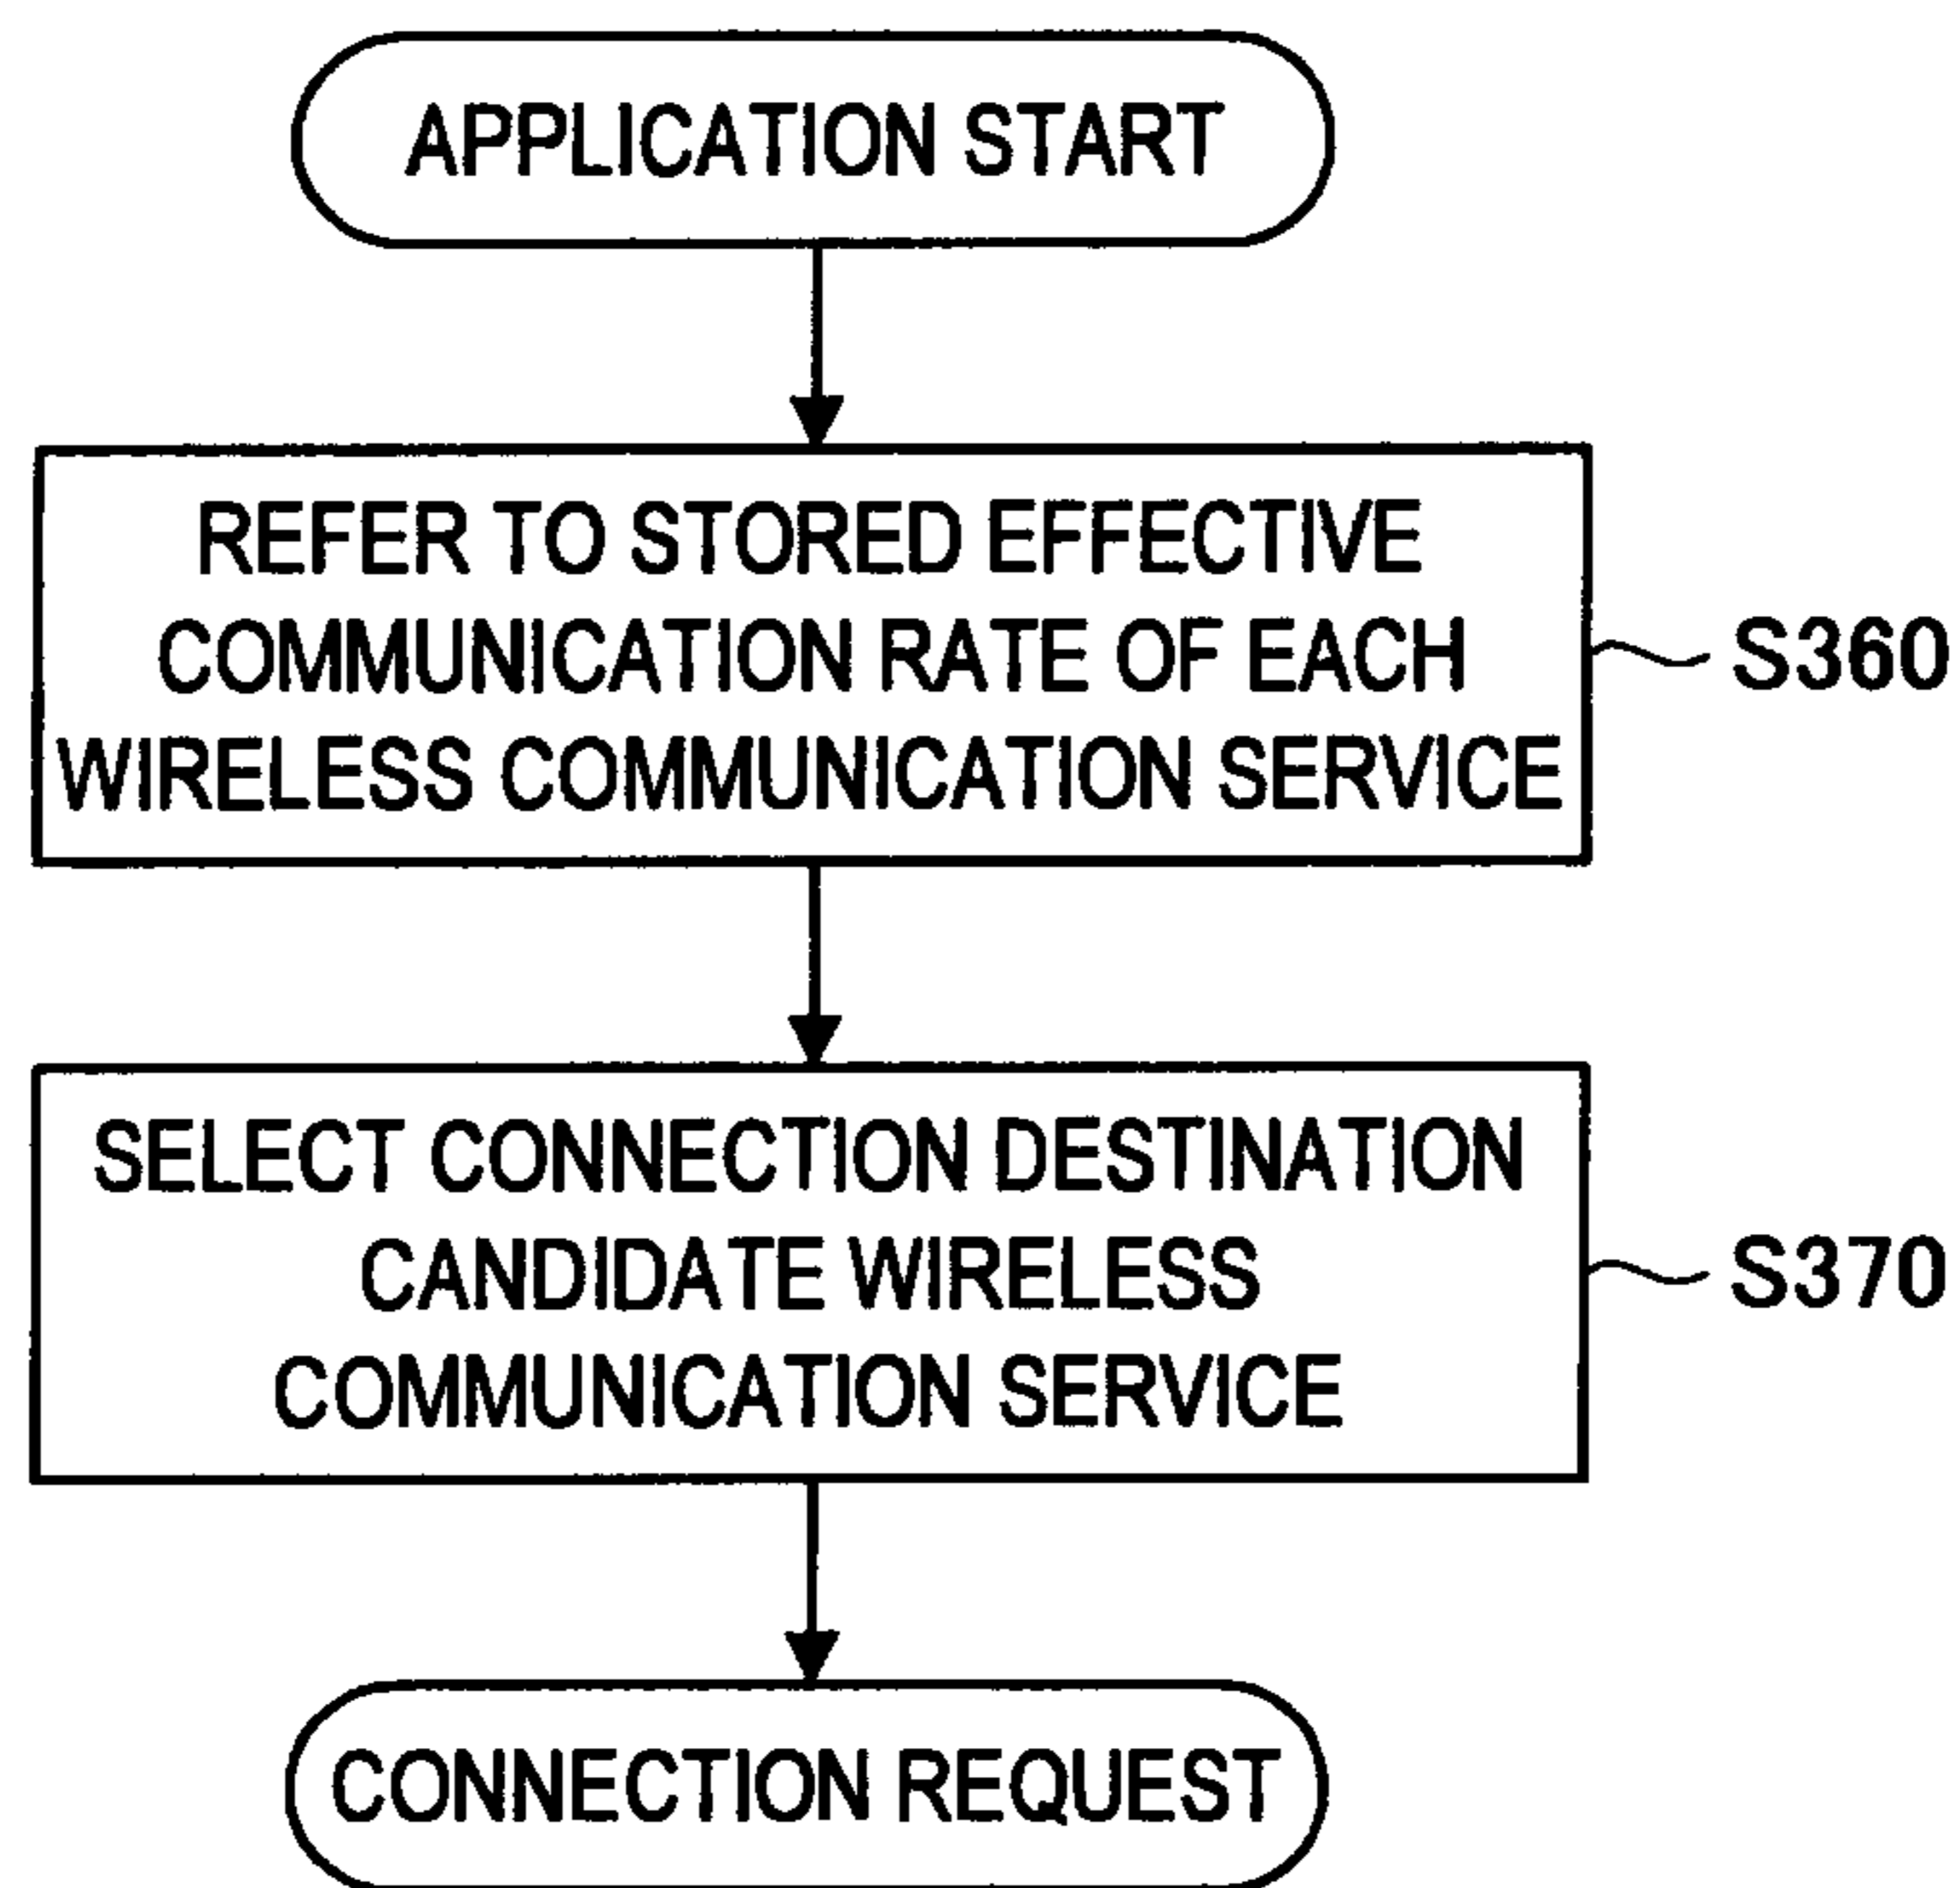 APPLICATION START
REFER TO STORED EFFECTIVE
COMMUNICATION RATE OF EACH
WIRELESS COMMUNICATION SERVICE
S360
SELECT CONNECTION DESTINATION
CANDIDATE WIRELESS
COMMUNICATION SERVICE
S370
CONNECTION REQUEST